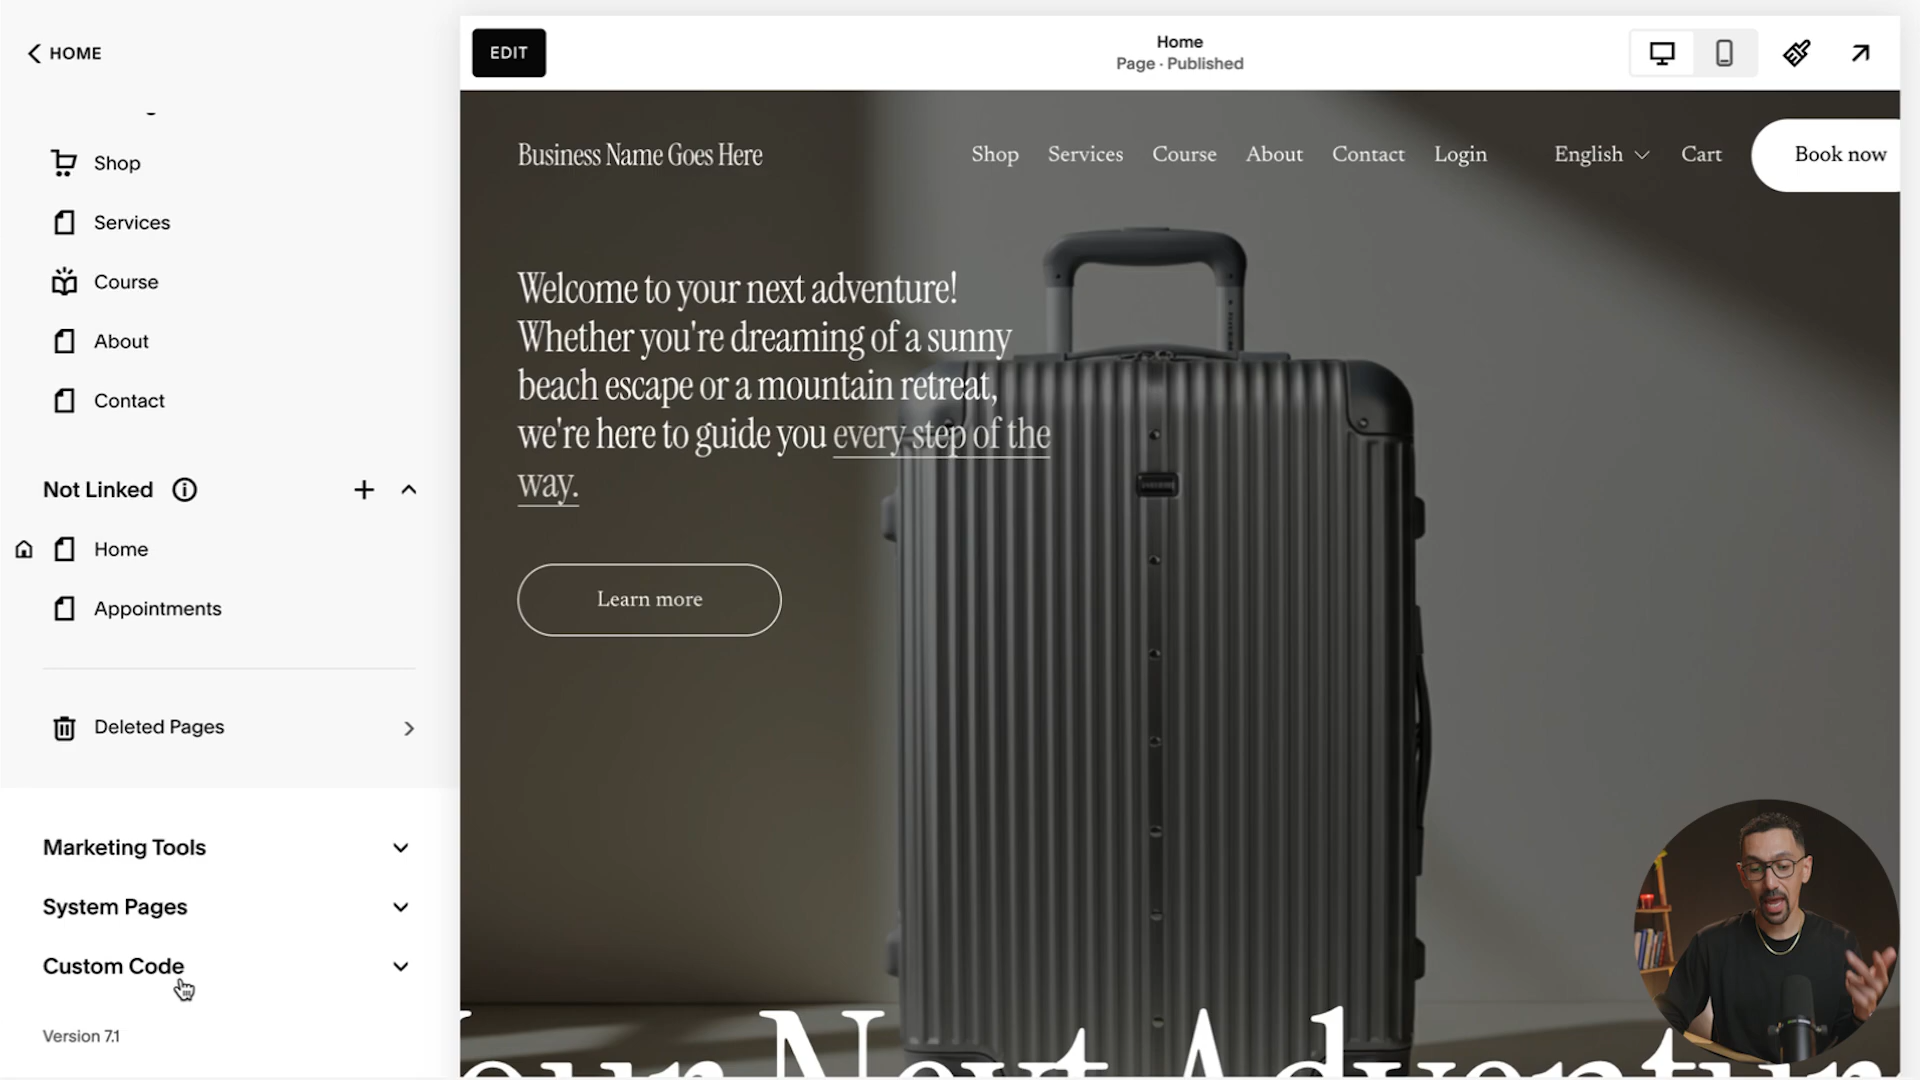 HOME
Shop
Services
Course
About
Contact
Not Linked
Home
Appointments
Deleted Pages
Marketing Tools
System Pages
Custom Code
Version 7.1
EDIT
Home
Page · Published
Business Name Goes Here
Shop Services Course About Contact Login English Cart Book now
Welcome to your next adventure!
Whether you're dreaming of a sunny
beach escape or a mountain retreat,
we're here to guide you every step of the
way.
Learn more
our Next Adventur